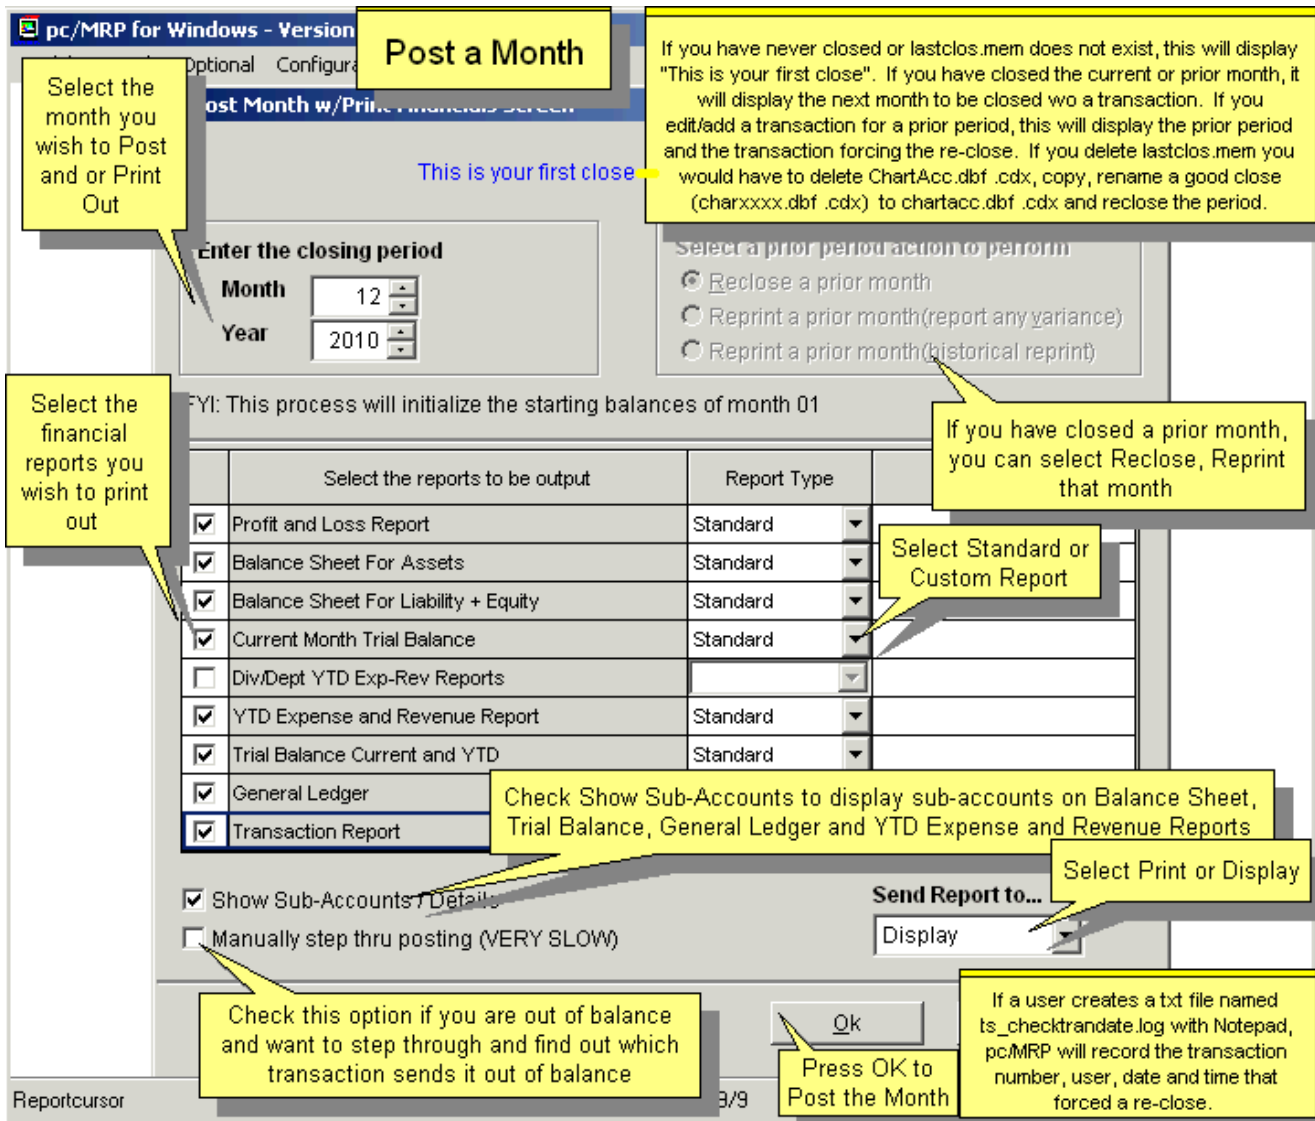 pc/MRP for Windows - Version
Post a Month
Optional Configura
Post Month w/Print Financials Screen
If you have never closed or lastclos.mem does not exist, this will display
"This is your first close". If you have closed the current or prior month, it
will display the next month to be closed wo a transaction. If you
edit/add a transaction for a prior period, this will display the prior period
and the transaction forcing the re-close. If you delete lastclos.mem you
would have to delete ChartAcc.dbf .cdx, copy, rename a good close
(charxxxx.dbf .cdx) to chartacc.dbf .cdx and reclose the period.
Select the
month you
wish to Post
and or Print
Out
This is your first close
Enter the closing period
Month 12
Year 2010
Select a prior period action to perform
Reclose a prior month
Reprint a prior month(report any variance)
Reprint a prior month(historical reprint)
FYI: This process will initialize the starting balances of month 01
Select the
financial
reports you
wish to print
out
If you have closed a prior month,
you can select Reclose, Reprint
that month
Select the reports to be output Report Type
Profit and Loss Report Standard
Balance Sheet For Assets Standard
Balance Sheet For Liability + Equity Standard
Current Month Trial Balance Standard
Div/Dept YTD Exp-Rev Reports
YTD Expense and Revenue Report Standard
Trial Balance Current and YTD Standard
General Ledger
Transaction Report
Select Standard or
Custom Report
Check Show Sub-Accounts to display sub-accounts on Balance Sheet,
Trial Balance, General Ledger and YTD Expense and Revenue Reports
Select Print or Display
Show Sub-Accounts / Details
Manually step thru posting (VERY SLOW)
Send Report to...
Display
Check this option if you are out of balance
and want to step through and find out which
transaction sends it out of balance
Ok
Press OK to
Post the Month
If a user creates a txt file named
ts_checktrandate.log with Notepad,
pc/MRP will record the transaction
number, user, date and time that
forced a re-close.
Reportcursor
9/9